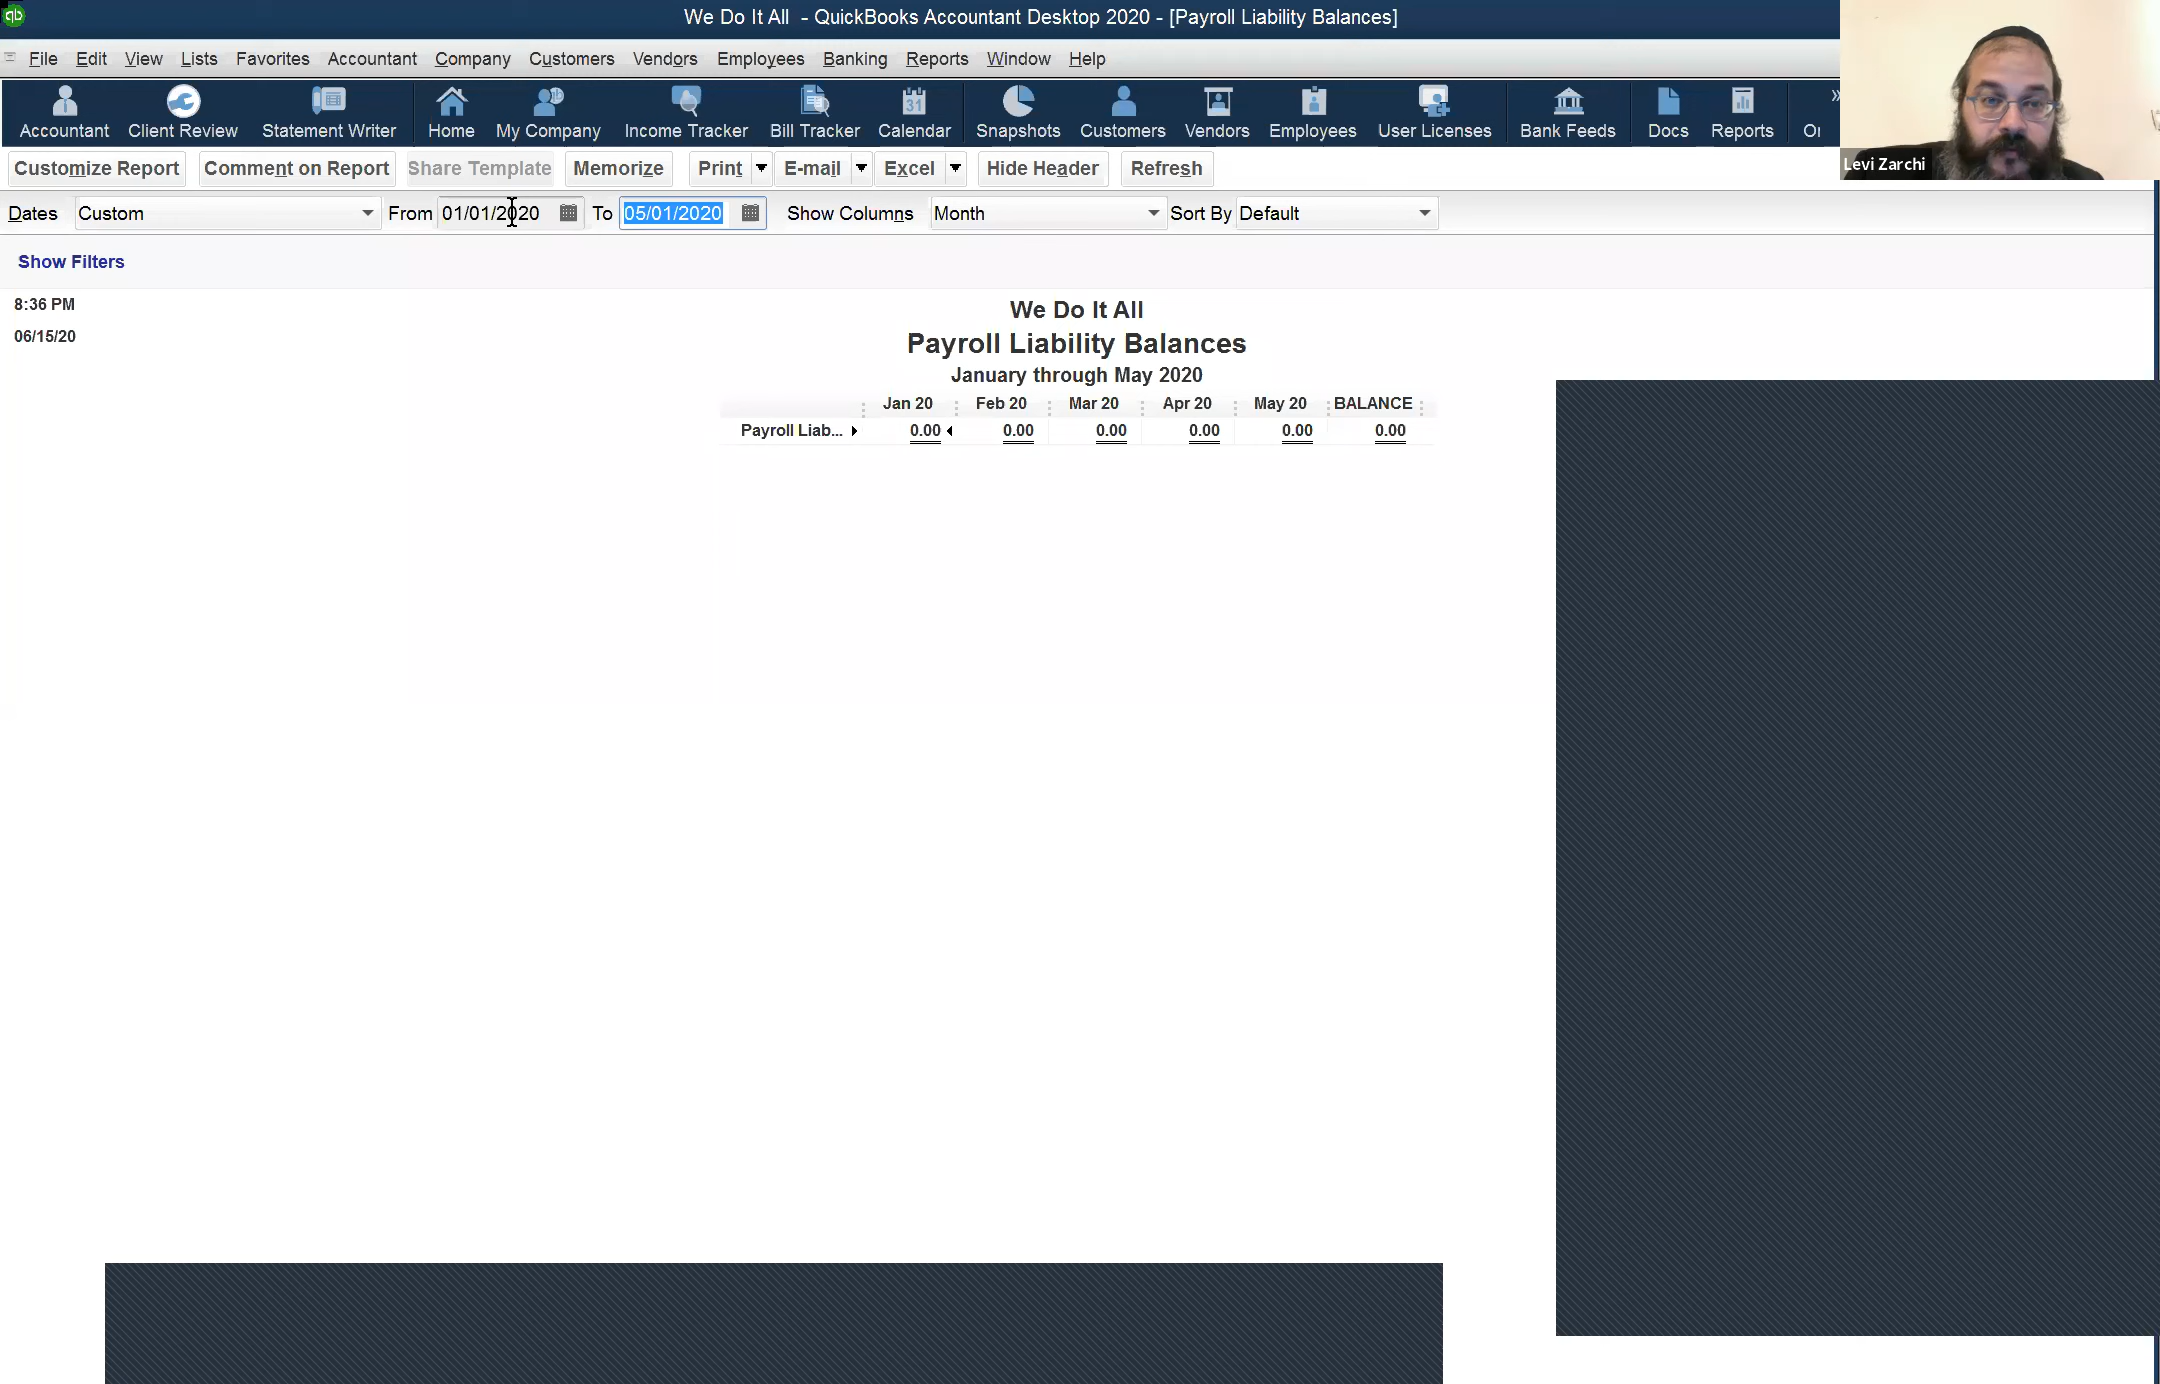 We Do It All - QuickBooks Accountant Desktop 2020 - [Payroll Liability Balances]
File Edit View Lists Favorites Accountant Company Customers Vendors Employees Banking Reports Window Help
31
Accountant Client Review Statement Writer Home My Company Income Tracker Bill Tracker Calendar Snapshots Customers Vendors Employees User Licenses Bank Feeds Docs Reports
Levi Zarchi
Customize Report Comment on Report Share Template Memorize Print E-mail Excel Hide Header Refresh
Dates Custom From 01/01/2020 To 05/01/2020 Show Columns Month Sort By Default
Show Filters
8:36 PM
06/15/20
We Do It All
Payroll Liability Balances
January through May 2020
Jan 20 Feb 20 Mar 20 Apr 20 May 20 BALANCE
Payroll Liab... 0.00 0.00 0.00 0.00 0.00 0.00